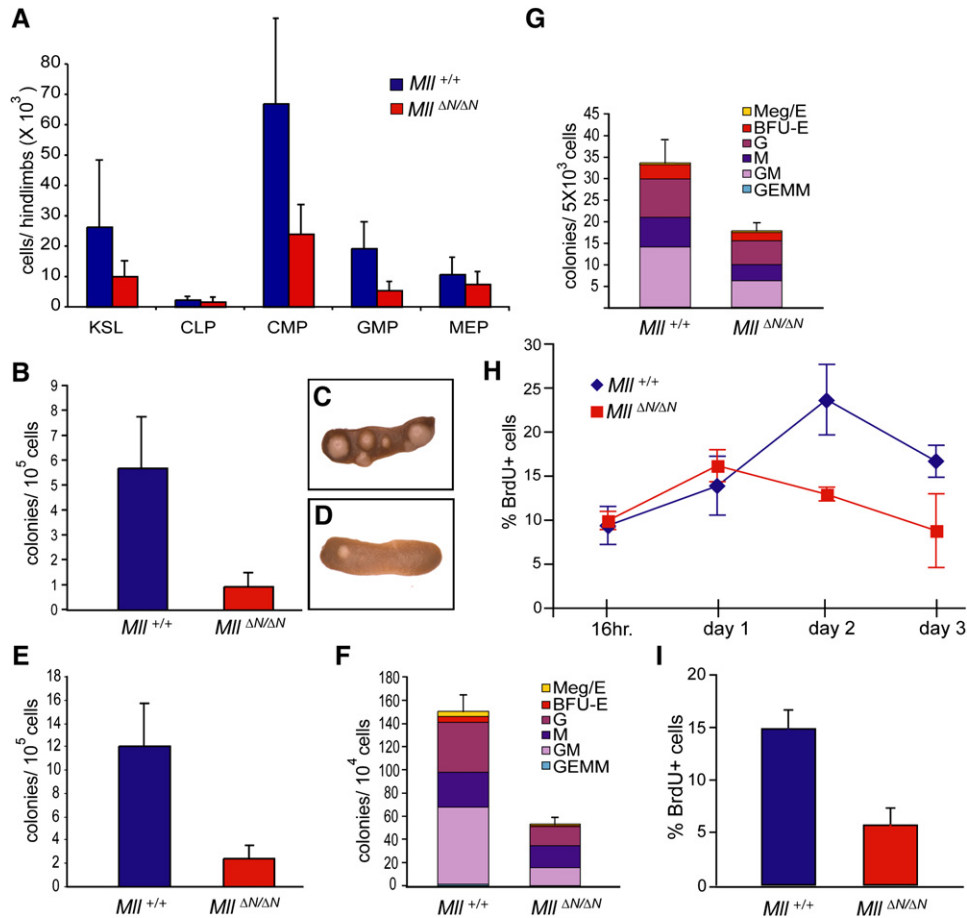 A
cells/ hindlimbs (X 10³)
80
60
40
30
20
10
0
Mll +/+
Mll ΔN/ΔN
KSL CLP CMP GMP MEP
B
colonies/ 10⁵ cells
9
8
7
6
5
4
3
2
1
0
Mll +/+ Mll ΔN/ΔN
C
D
E
colonies/ 10⁵ cells
18
16
14
12
10
8
6
4
2
0
Mll +/+ Mll ΔN/ΔN
F
colonies/ 10⁴ cells
180
160
140
120
100
80
60
40
20
0
Meg/E
BFU-E
G
M
GM
GEMM
Mll +/+ Mll ΔN/ΔN
G
colonies/ 5X10³ cells
45
40
35
30
25
20
15
10
5
Meg/E
BFU-E
G
M
GM
GEMM
Mll +/+ Mll ΔN/ΔN
H
% BrdU+ cells
30
25
20
15
10
5
0
Mll +/+
Mll ΔN/ΔN
16hr. day 1 day 2 day 3
I
% BrdU+ cells
20
15
10
5
0
Mll +/+ Mll ΔN/ΔN